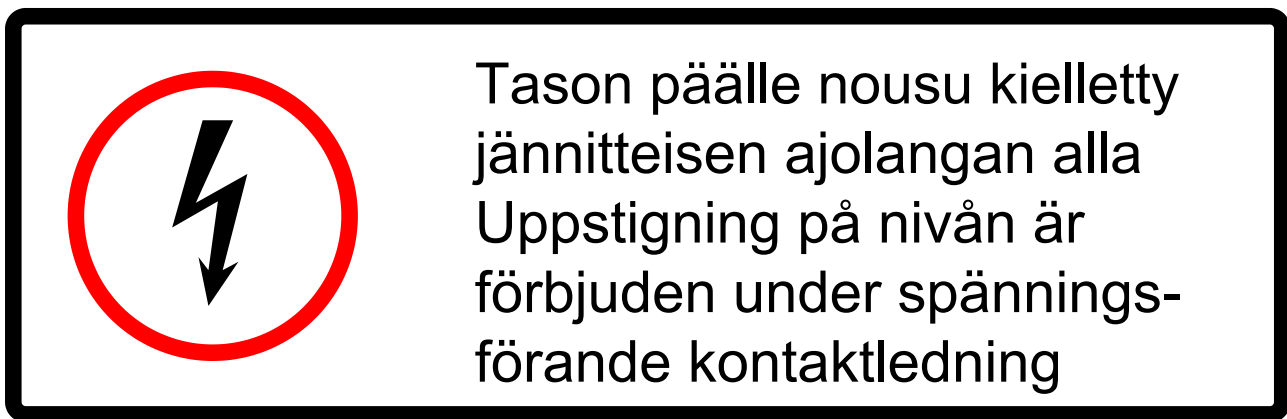 Tason päälle nousu kielletty
jännitteisen ajolangan alla
Uppstigning på nivån är
förbjuden under spännings-
förande kontaktledning